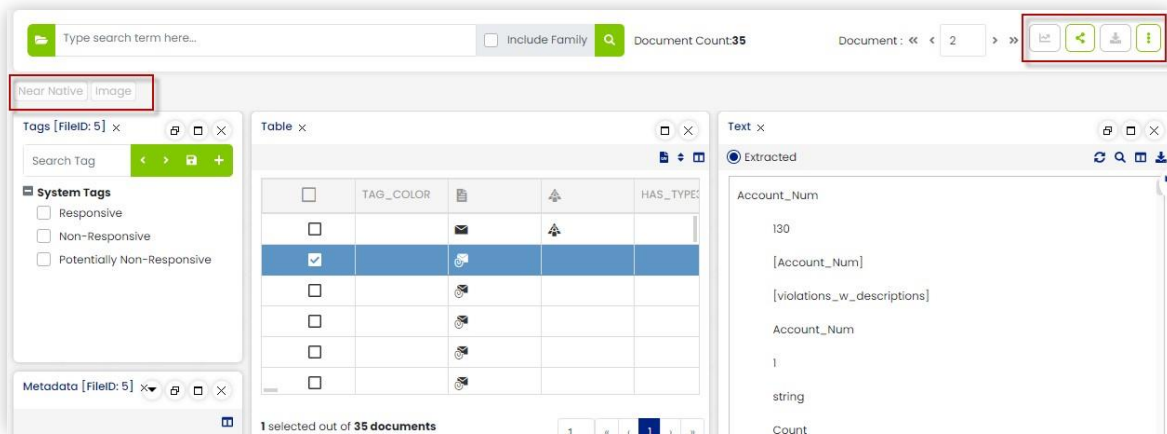 Type search term here...
Include Family
Document Count:35
Document : « < 2 > »
Near Native
Image
Tags [FileID: 5] ×
Search Tag
System Tags
Responsive
Non-Responsive
Potentially Non-Responsive
Metadata [FileID: 5]
Table ×
TAG_COLOR
1 selected out of 35 documents
1 « ‹ 1 › »
Text ×
Extracted
Account_Num
130
[Account_Num]
[violations_w_descriptions]
Account_Num
1
string
Count